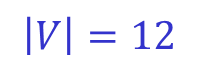 |V| = 12